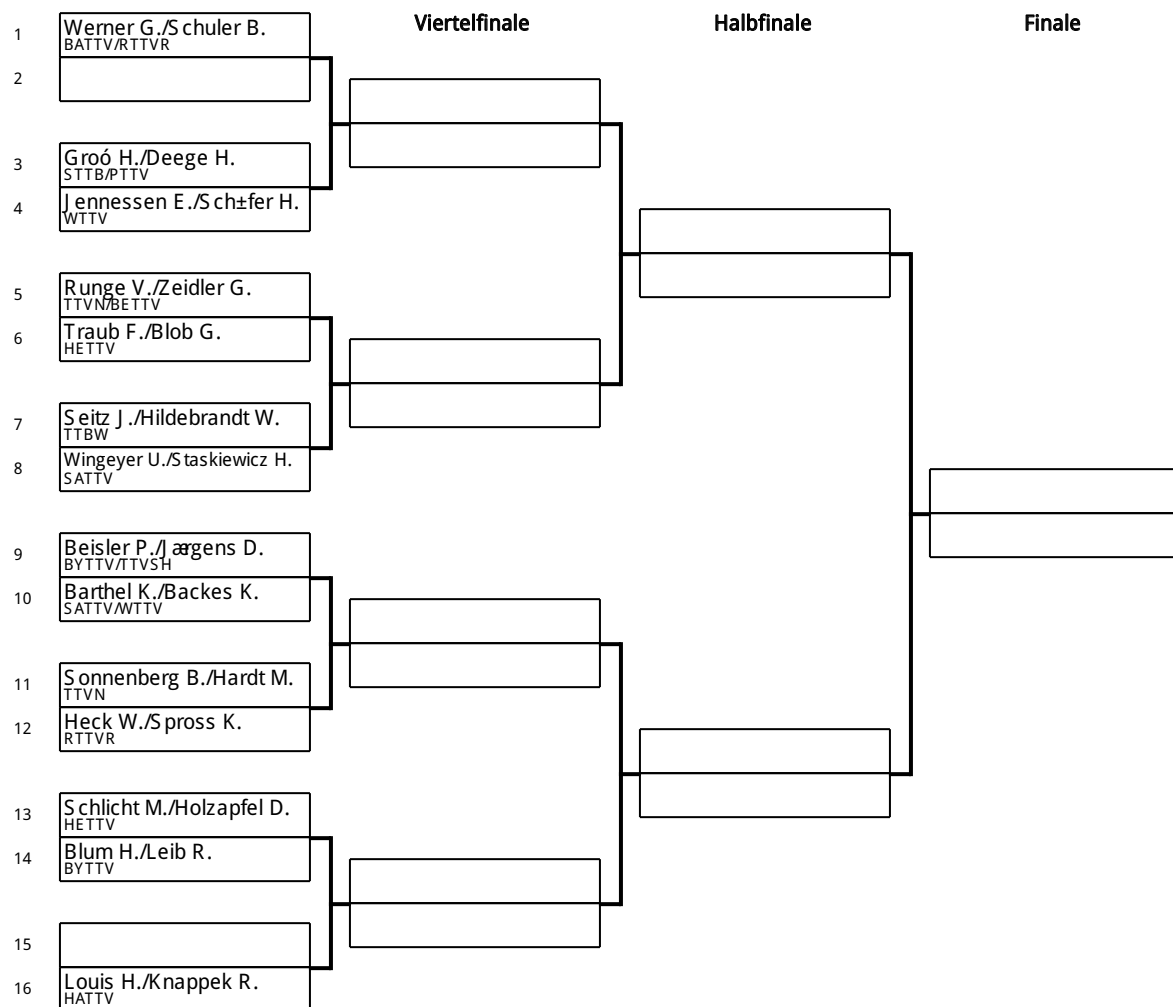 Viertelfinale
Halbfinale
Finale
1
Werner G./Schuler B.
BATTV/RTTVR
2
3
Groó H./Deege H.
STTB/PTTV
4
Jennessen E./Sch±fer H.
WTTV
5
Runge V./Zeidler G.
TTVN/BETTV
6
Traub F./Blob G.
HETTV
7
Seitz J./Hildebrandt W.
TTBW
8
Wingeyer U./Staskiewicz H.
SATTV
9
Beisler P./Jærgens D.
BYTTV/TTVSH
10
Barthel K./Backes K.
SATTV/WTTV
11
Sonnenberg B./Hardt M.
TTVN
12
Heck W./Spross K.
RTTVR
13
Schlicht M./Holzapfel D.
HETTV
14
Blum H./Leib R.
BYTTV
15
16
Louis H./Knappek R.
HATTV